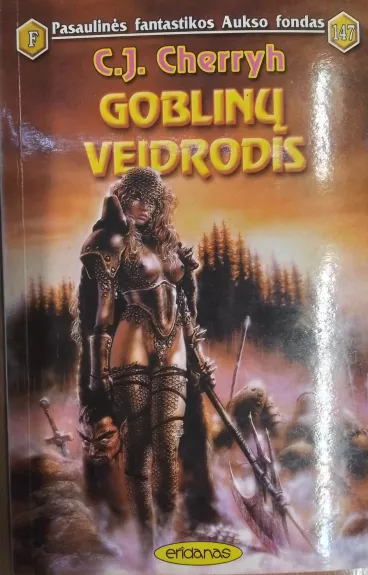 F Pasaulinės fantastikos Aukso fondas 147
C.J. Cherryh
GOBLINŲ
VEIDRODIS
eridanas